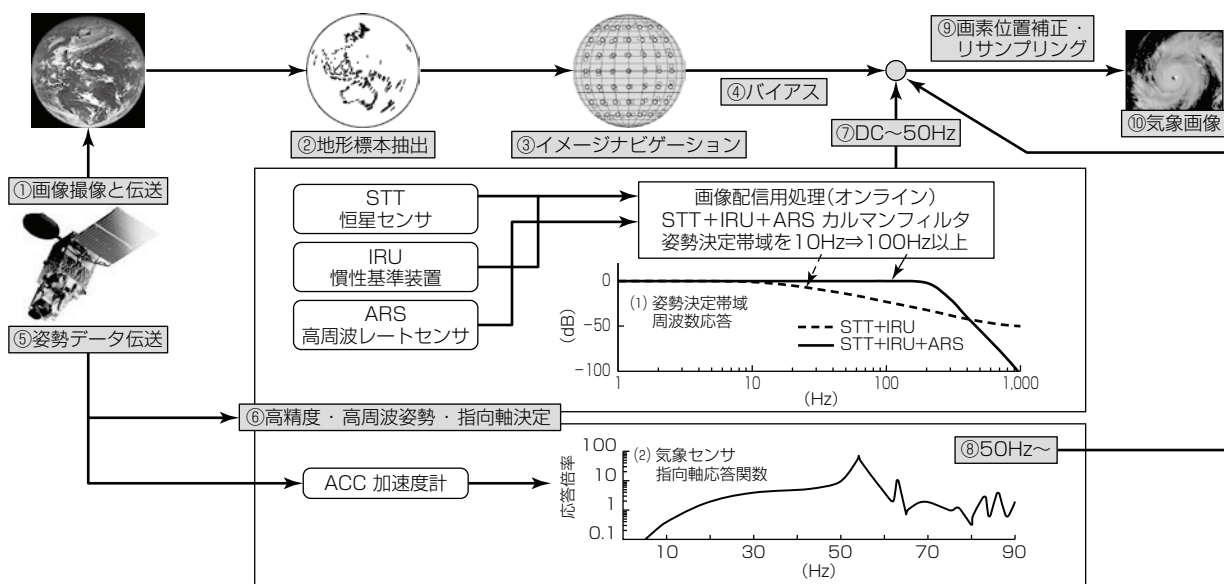 ①画像撮像と伝送
②地形標本抽出
③イメージナビゲーション
④バイアス
⑨画素位置補正・
リサンプリング
⑩気象画像
⑦DC～50Hz
⑤姿勢データ伝送
STT
恒星センサ
IRU
慣性基準装置
ARS
高周波レートセンサ
画像配信用処理(オンライン)
STT+IRU+ARS カルマンフィルタ
姿勢決定帯域を10Hz⇒100Hz以上
(1) 姿勢決定帯域
周波数応答
STT+IRU
STT+IRU+ARS
(dB)
0
−50
−100
1
10
100
1,000
(Hz)
⑥高精度・高周波姿勢・指向軸決定
ACC 加速度計
(2) 気象センサ
指向軸応答関数
応答倍率
100
10
1
0.1
10
30
50
70
90
(Hz)
⑧50Hz～